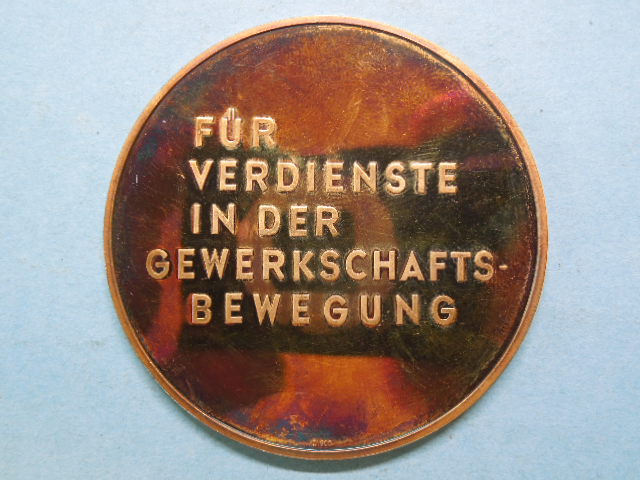 FÜR
VERDIENSTE
IN DER
GEWERKSCHAFTS-
BEWEGUNG